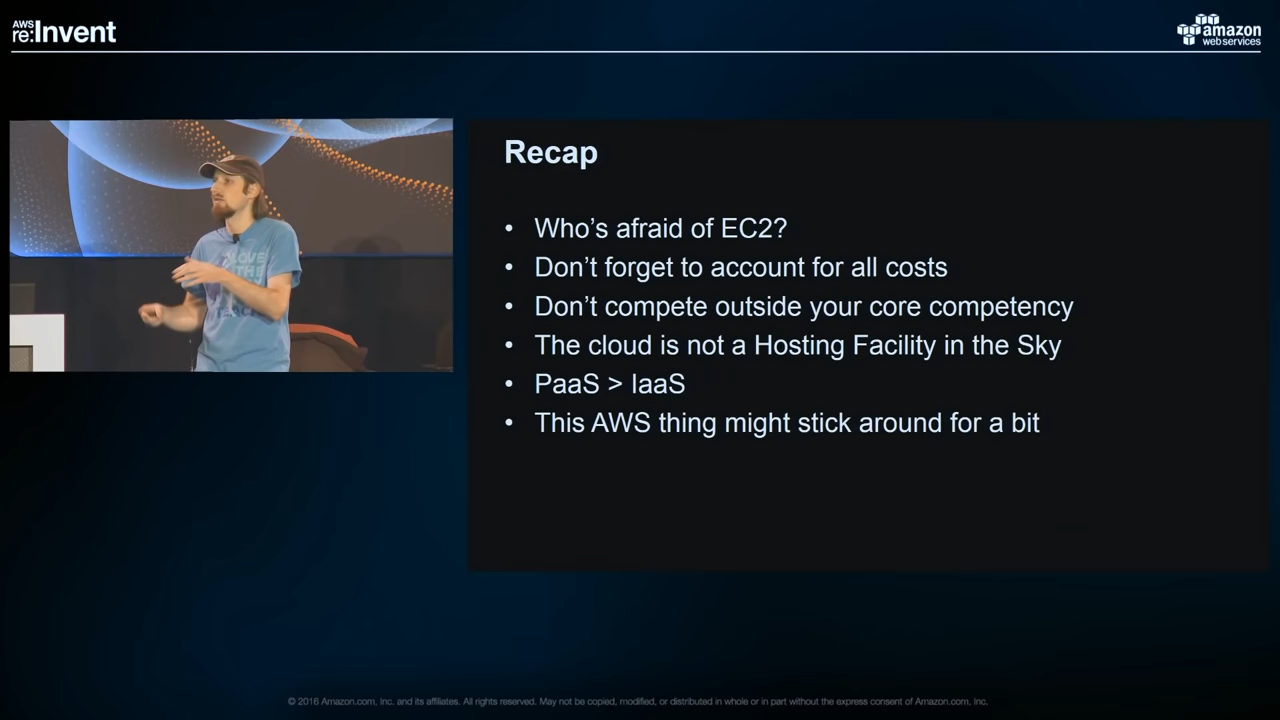 AWS
re:Invent
amazon
webservices
LOVE
THE
Recap
• Who's afraid of EC2?
• Don't forget to account for all costs
• Don't compete outside your core competency
• The cloud is not a Hosting Facility in the Sky
• PaaS > IaaS
• This AWS thing might stick around for a bit
© 2016 Amazon.com, Inc. and its affiliates. All rights reserved. May not be copied, modified, or distributed in whole or in part without the express consent of Amazon.com, Inc.